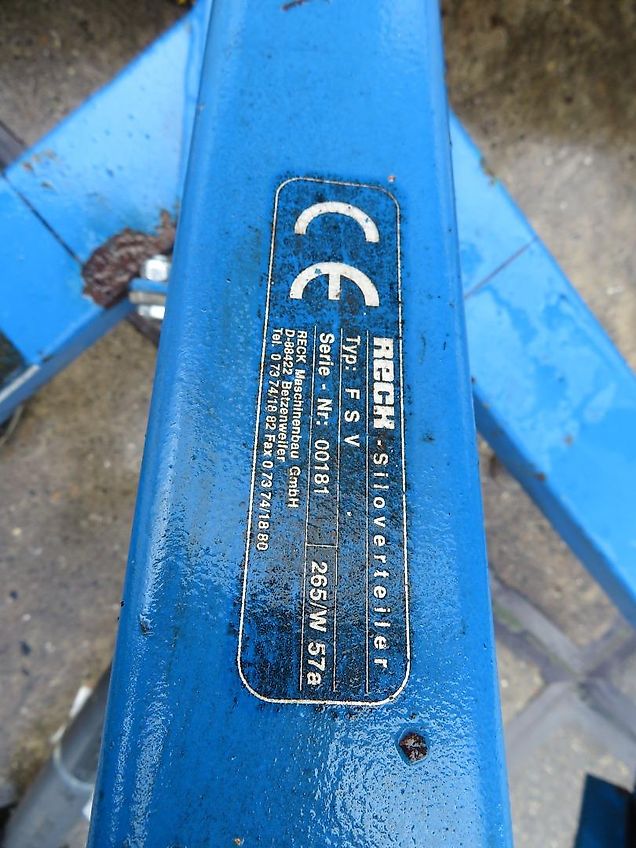 CE
Reck-Siloverteiler
Typ: F S V
Serie - Nr: 00181 265/W 57a
RECK Maschinenbau GmbH
D-88422 Betzenweiler
Tel. 0 73 74/18 82 Fax 0 73 74/18 80